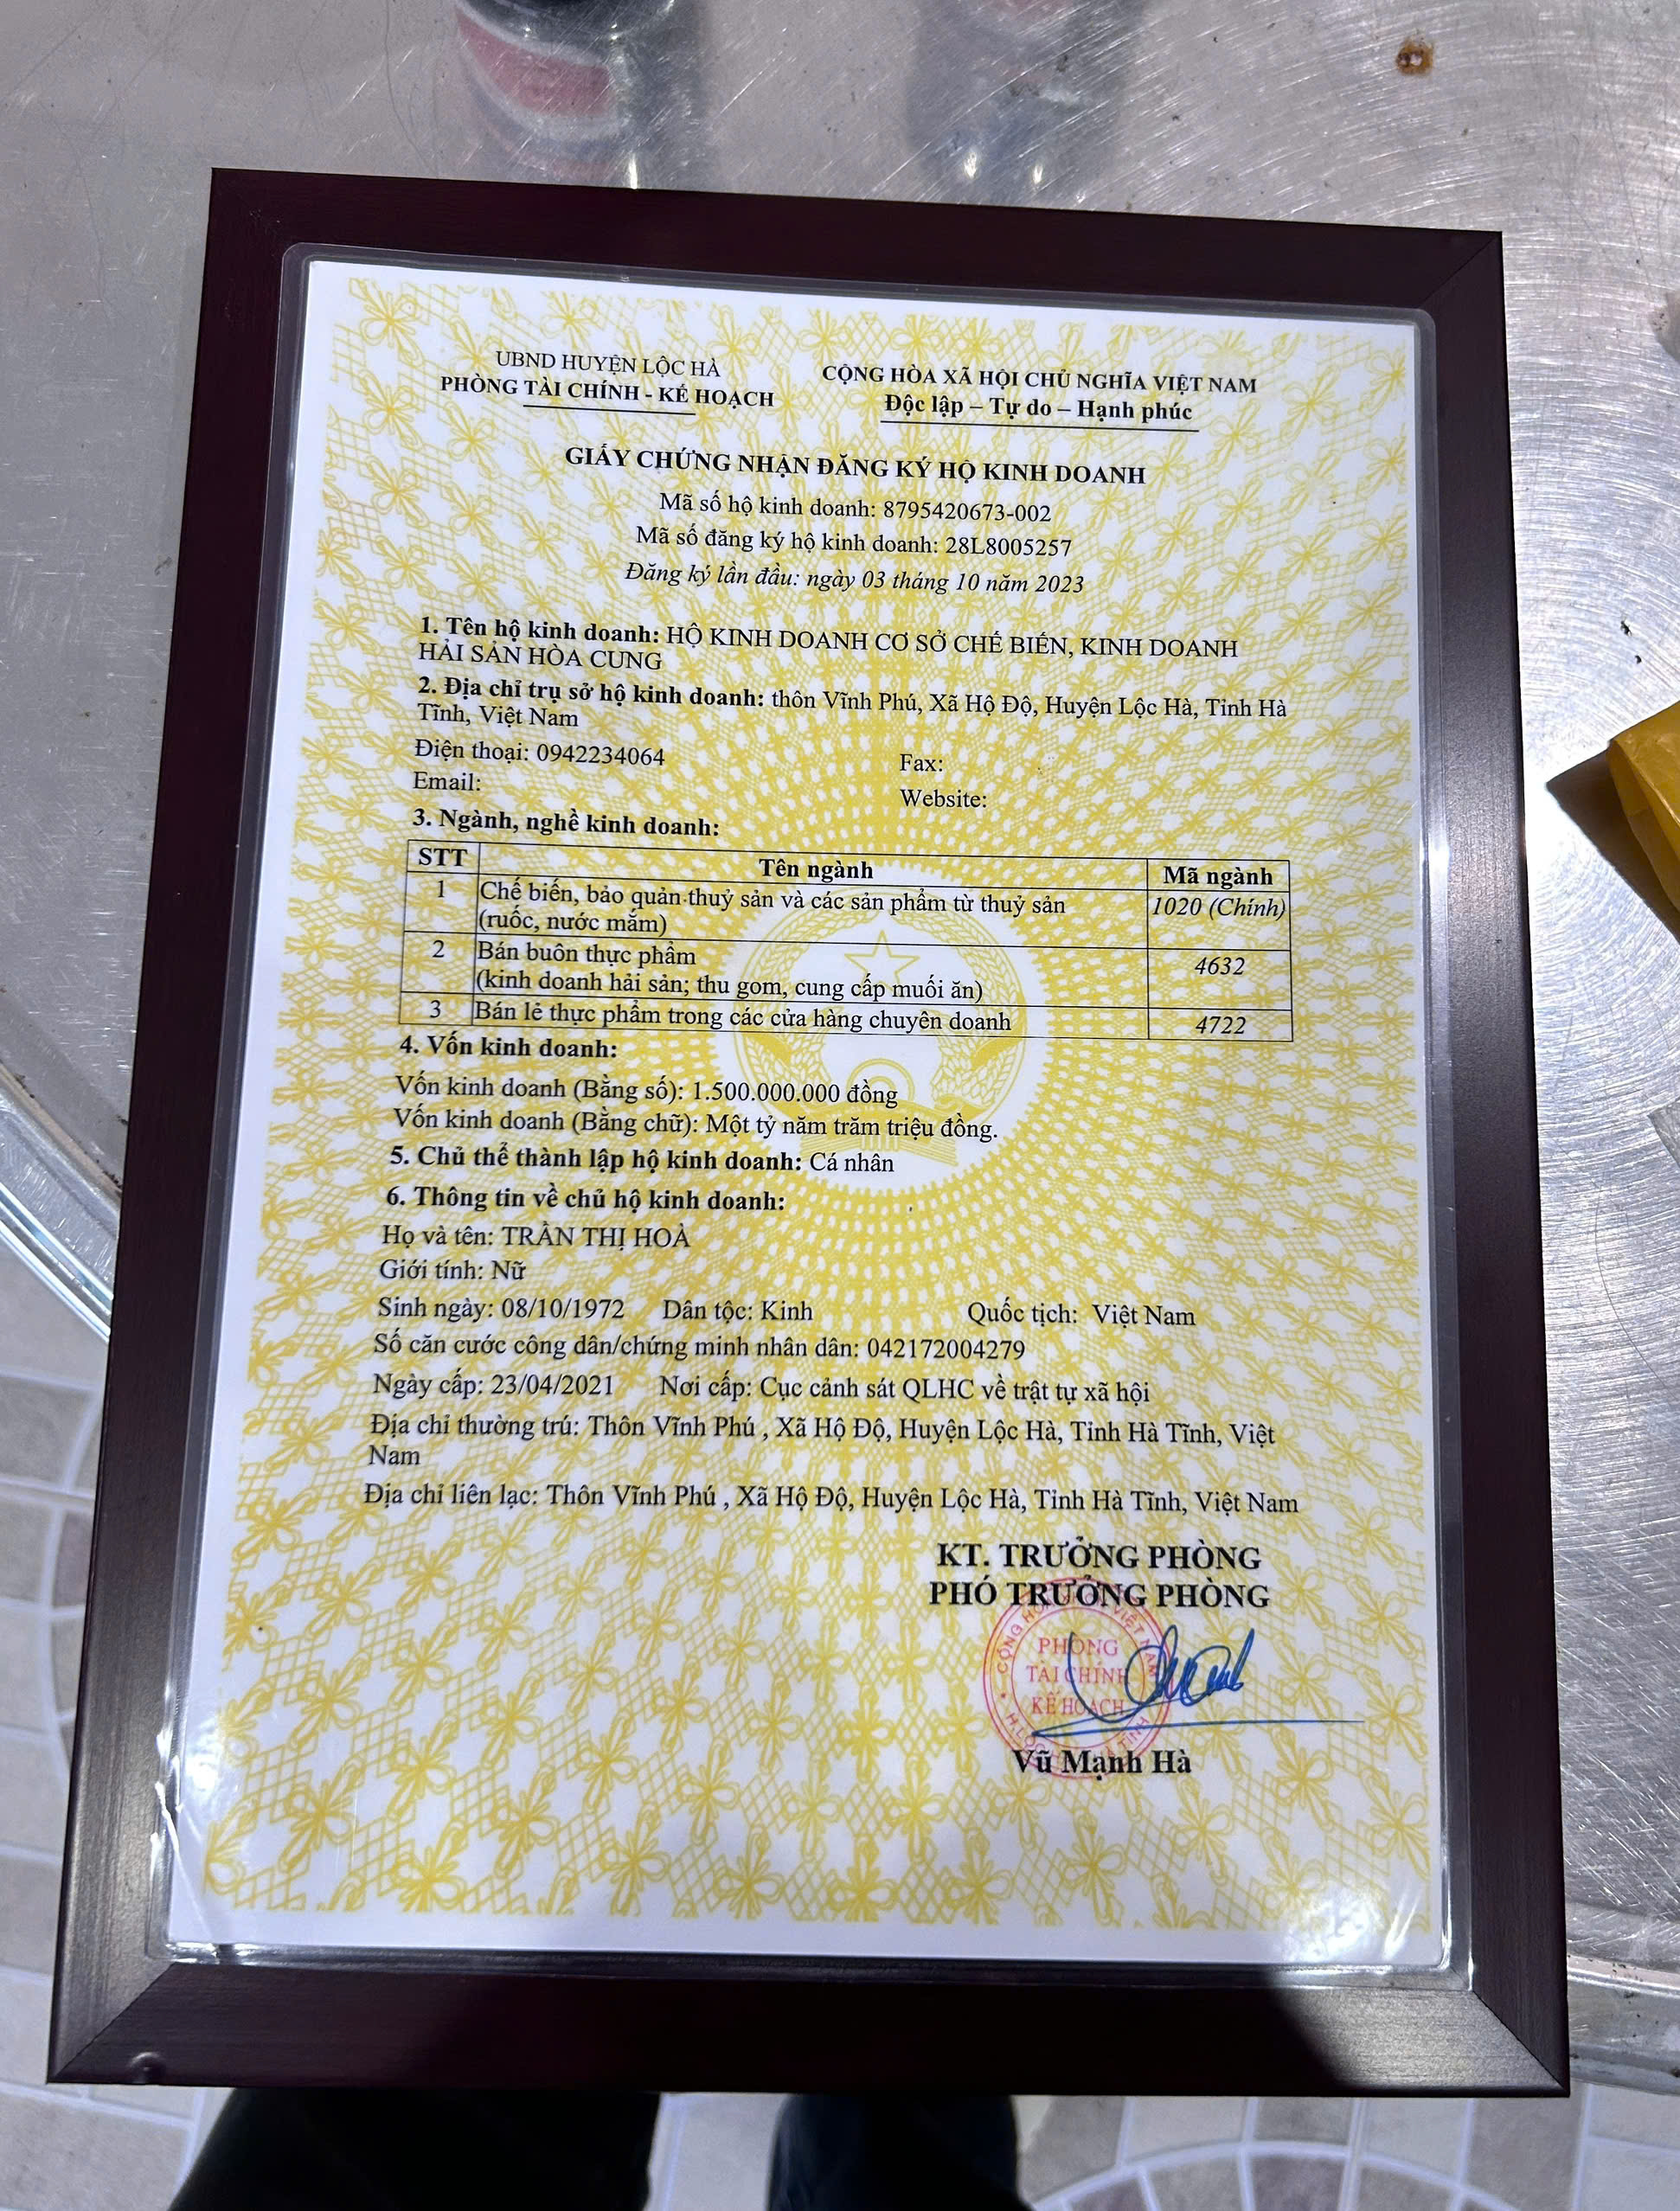 UBND HUYỆN LỘC HÀ
PHÒNG TÀI CHÍNH - KẾ HOẠCH
CỘNG HÒA XÃ HỘI CHỦ NGHĨA VIỆT NAM
Độc lập – Tự do – Hạnh phúc
GIẤY CHỨNG NHẬN ĐĂNG KÝ HỘ KINH DOANH
Mã số hộ kinh doanh: 8795420673-002
Mã số đăng ký hộ kinh doanh: 28L8005257
Đăng ký lần đầu: ngày 03 tháng 10 năm 2023
1. Tên hộ kinh doanh: HỘ KINH DOANH CƠ SỞ CHẾ BIẾN, KINH DOANH
HẢI SẢN HÒA CUNG
2. Địa chỉ trụ sở hộ kinh doanh: thôn Vĩnh Phú, Xã Hộ Độ, Huyện Lộc Hà, Tỉnh Hà
Tĩnh, Việt Nam
Điện thoại: 0942234064 Fax:
Email: Website:
3. Ngành, nghề kinh doanh:
STT Tên ngành Mã ngành
1 Chế biến, bảo quản thuỷ sản và các sản phẩm từ thuỷ sản 1020 (Chính)
(ruốc, nước mắm)
2 Bán buôn thực phẩm 4632
(kinh doanh hải sản; thu gom, cung cấp muối ăn)
3 Bán lẻ thực phẩm trong các cửa hàng chuyên doanh 4722
4. Vốn kinh doanh:
Vốn kinh doanh (Bằng số): 1.500.000.000 đồng
Vốn kinh doanh (Bằng chữ): Một tỷ năm trăm triệu đồng.
5. Chủ thể thành lập hộ kinh doanh: Cá nhân
6. Thông tin về chủ hộ kinh doanh:
Họ và tên: TRẦN THỊ HOÀ
Giới tính: Nữ
Sinh ngày: 08/10/1972 Dân tộc: Kinh Quốc tịch: Việt Nam
Số căn cước công dân/chứng minh nhân dân: 042172004279
Ngày cấp: 23/04/2021 Nơi cấp: Cục cảnh sát QLHC về trật tự xã hội
Địa chỉ thường trú: Thôn Vĩnh Phú , Xã Hộ Độ, Huyện Lộc Hà, Tỉnh Hà Tĩnh, Việt
Nam
Địa chỉ liên lạc: Thôn Vĩnh Phú , Xã Hộ Độ, Huyện Lộc Hà, Tỉnh Hà Tĩnh, Việt Nam
KT. TRƯỞNG PHÒNG
PHÓ TRƯỞNG PHÒNG
PHÒNG
TÀI CHÍNH
KẾ HOẠCH
Vũ Mạnh Hà